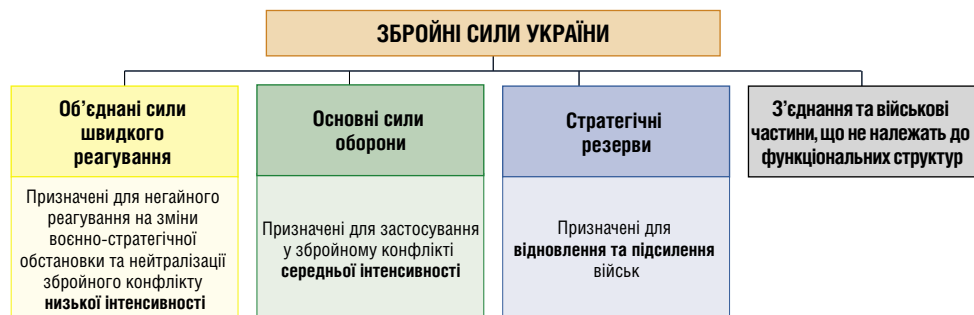 ЗБРОЙНІ СИЛИ УКРАЇНИ
Об’єднані сили
швидкого
реагування
Призначені для негайного
реагування на зміни
воєнно-стратегічної
обстановки та нейтралізації
збройного конфлікту
низької інтенсивності
Основні сили
оборони
Призначені для застосування
у збройному конфлікті
середньої інтенсивності
Стратегічні
резерви
Призначені для
відновлення та підсилення
військ
З’єднання та військові
частини, що не належать до
функціональних структур